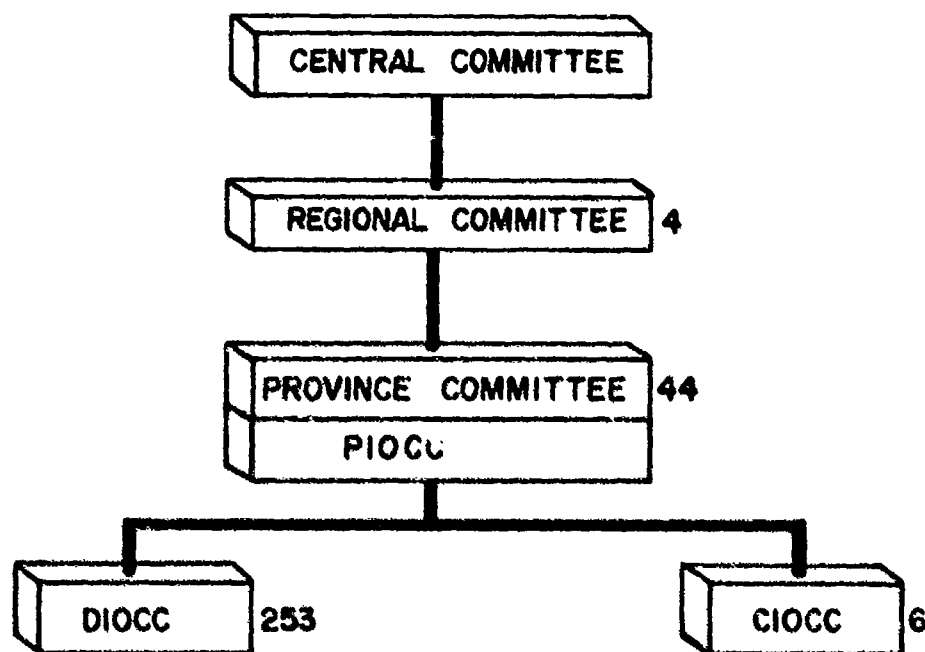 CENTRAL COMMITTEE
REGIONAL COMMITTEE 4
PROVINCE COMMITTEE 44
PIOCC
DIOCC 253
CIOCC 6